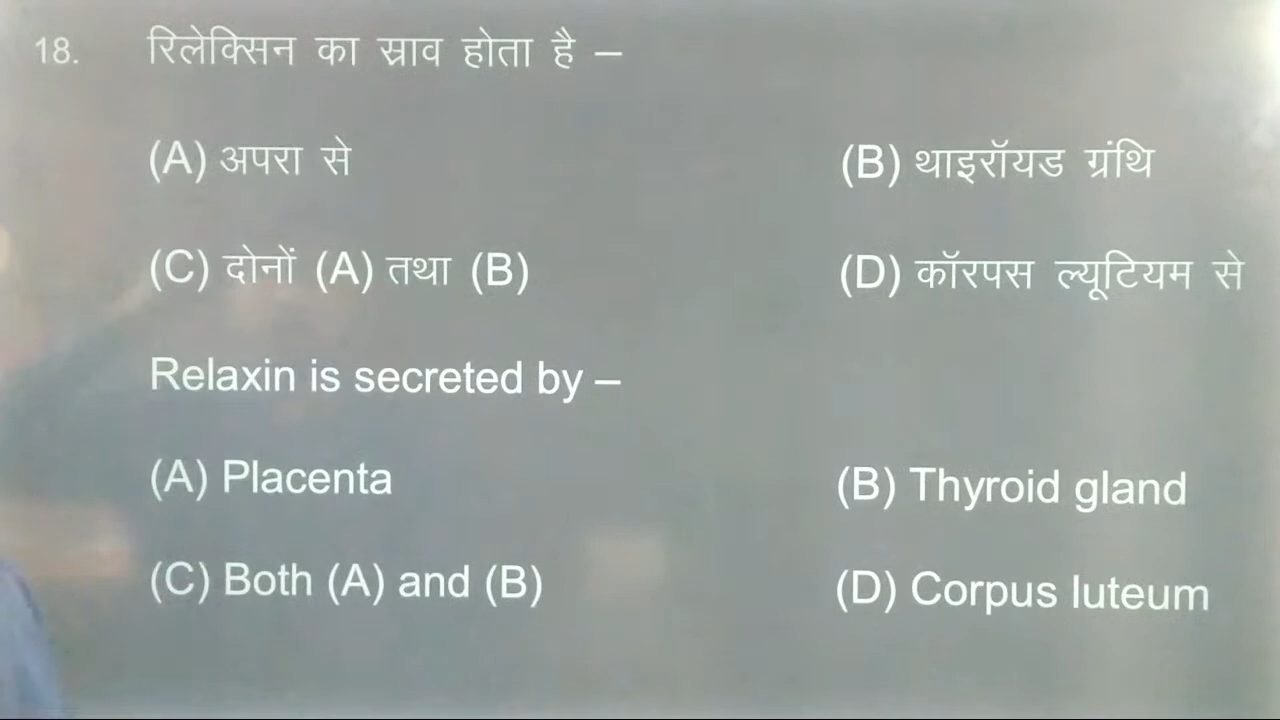 18. रिलेक्सिन का स्राव होता है –
(A) अपरा से (B) थाइरॉयड ग्रंथि
(C) दोनों (A) तथा (B) (D) कॉरपस ल्यूटियम से
Relaxin is secreted by –
(A) Placenta (B) Thyroid gland
(C) Both (A) and (B) (D) Corpus luteum